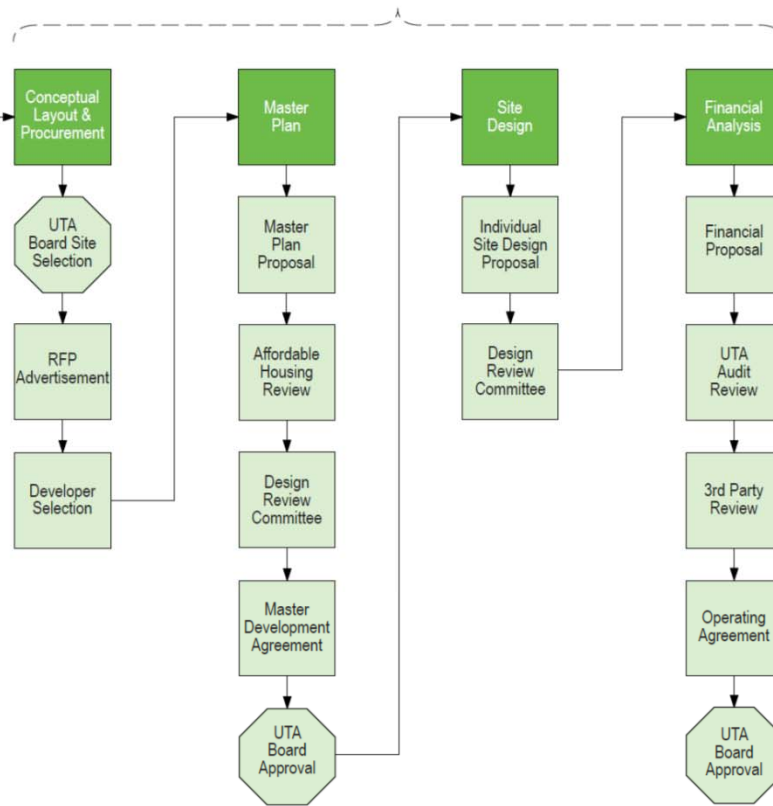 Conceptual
Layout &
Procurement
UTA
Board Site
Selection
RFP
Advertisement
Developer
Selection
Master
Plan
Master
Plan
Proposal
Affordable
Housing
Review
Design
Review
Committee
Master
Development
Agreement
UTA
Board
Approval
Site
Design
Individual
Site Design
Proposal
Design
Review
Committee
Financial
Analysis
Financial
Proposal
UTA
Audit
Review
3rd Party
Review
Operating
Agreement
UTA
Board
Approval